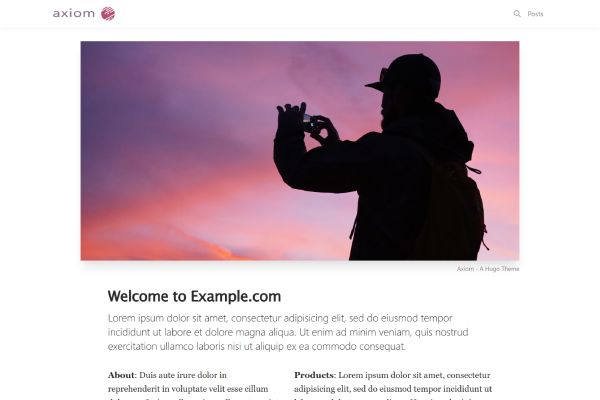 axiom
Posts
Axiom - A Hugo Theme
Welcome to Example.com
Lorem ipsum dolor sit amet, consectetur adipisicing elit, sed do eiusmod tempor
incididunt ut labore et dolore magna aliqua. Ut enim ad minim veniam, quis nostrud
exercitation ullamco laboris nisi ut aliquip ex ea commodo consequat.
About: Duis aute irure dolor in
reprehenderit in voluptate velit esse cillum
Products: Lorem ipsum dolor sit amet, consectetur
adipisicing elit, sed do eiusmod tempor incididunt ut